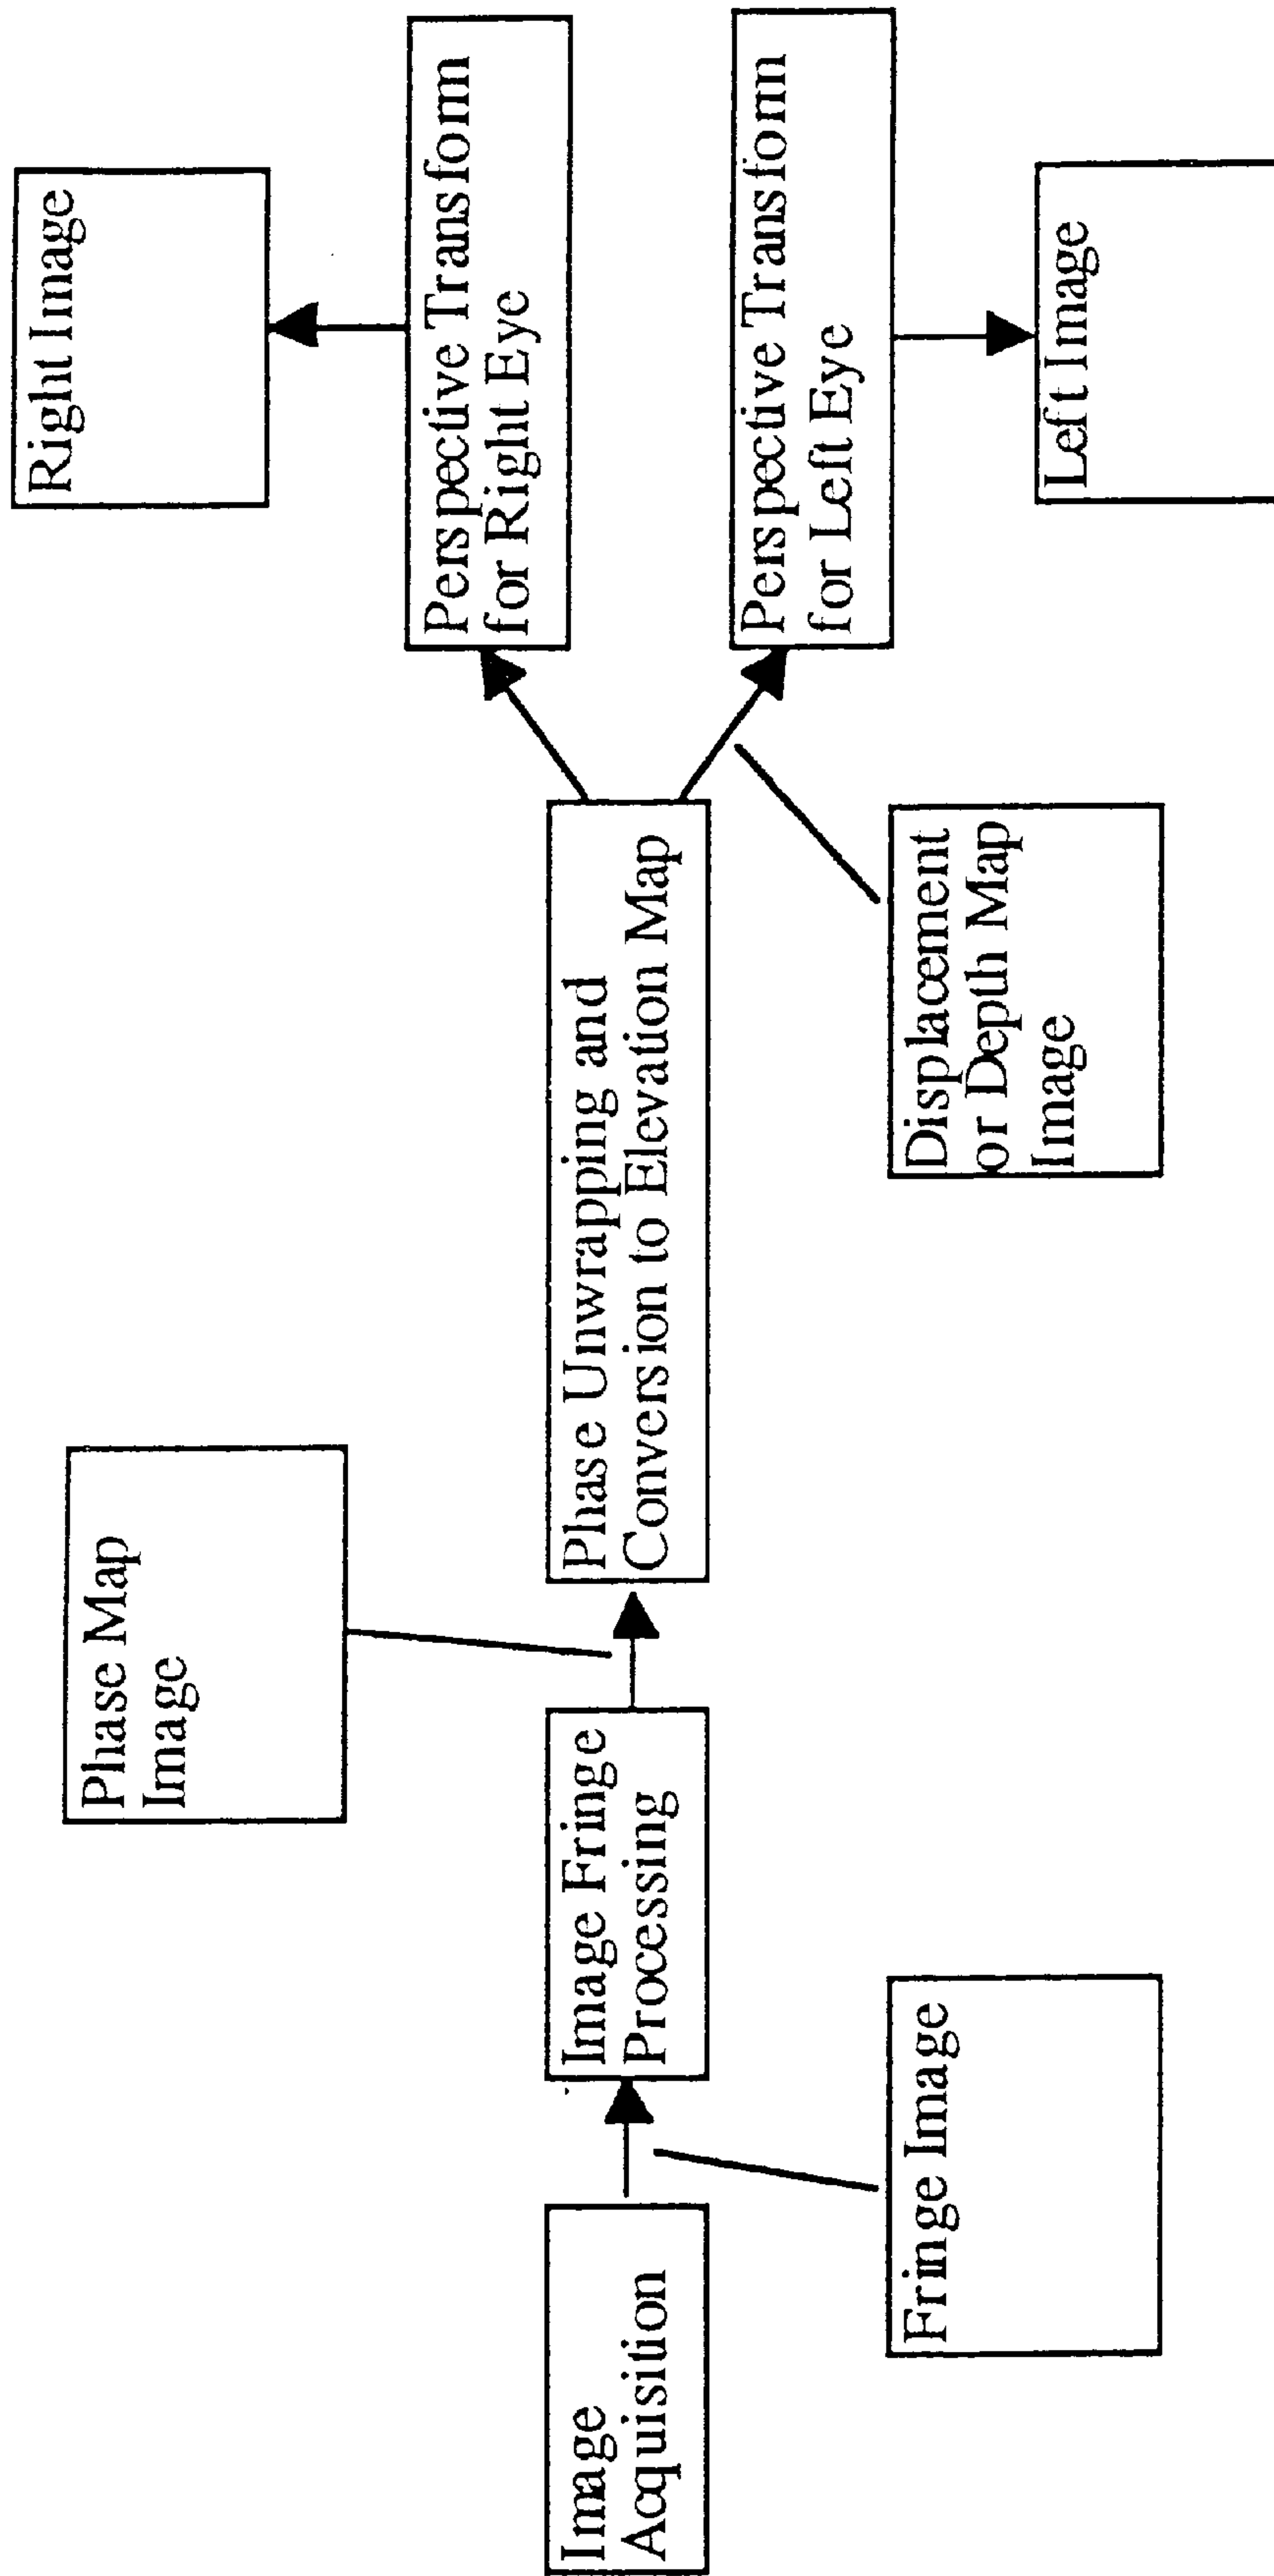 Image
Acquisition
Fringe Image
Image Fringe
Processing
Phase Map
Image
Phase Unwrapping and
Conversion to Elevation Map
Displacement
or Depth Map
Image
Perspective Transform
for Right Eye
Right Image
Perspective Transform
for Left Eye
Left Image